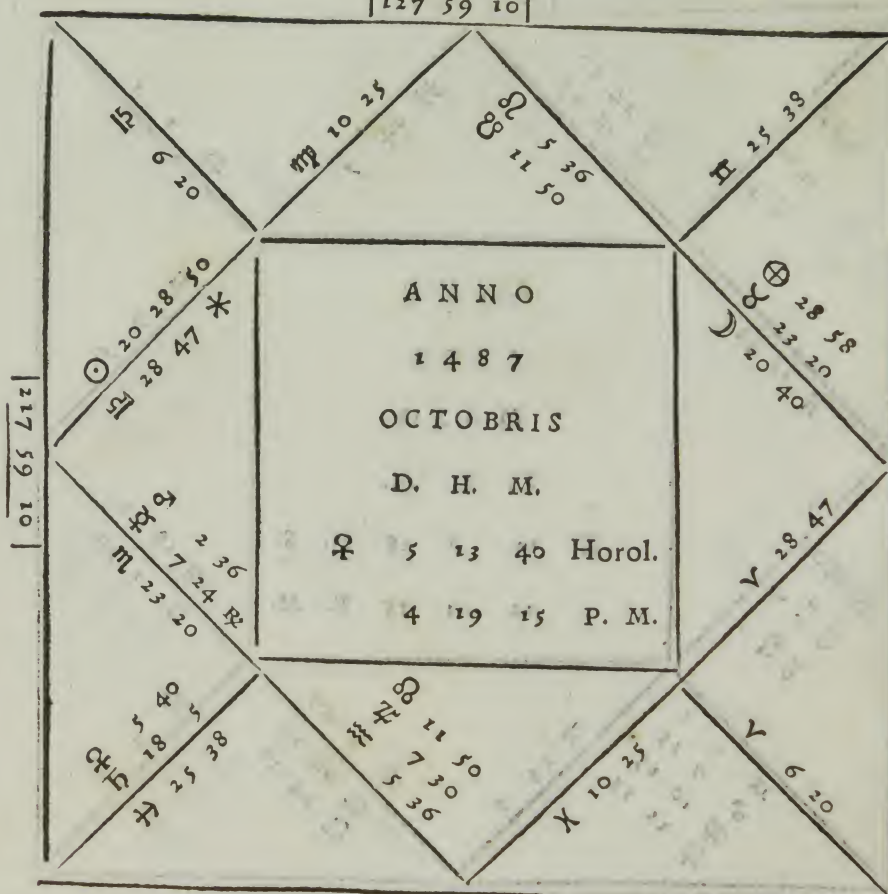 127 59 10
♎ 6 20
♍ 10 25
♌ 5 36
☋ 11 50
♊ 25 38
⊗ 28 58
♉ 23 20
☽ 20 40
☉ 20 28 50
♎ 28 47 ✶
217 59 10
ANNO
1487
OCTOBRIS
D. H. M.
♀ 5 13 40 Horol.
4 19 15 P. M.
♈ 28 47
♂ 2 36
☿ 7 24 ℞
♏ 23 20
♀ 5 40
♄ 18 5
♐ 25 38
☊ 11 50
♃ 7 30
♒ 5 36
♓ 10 25
♈ 6 20